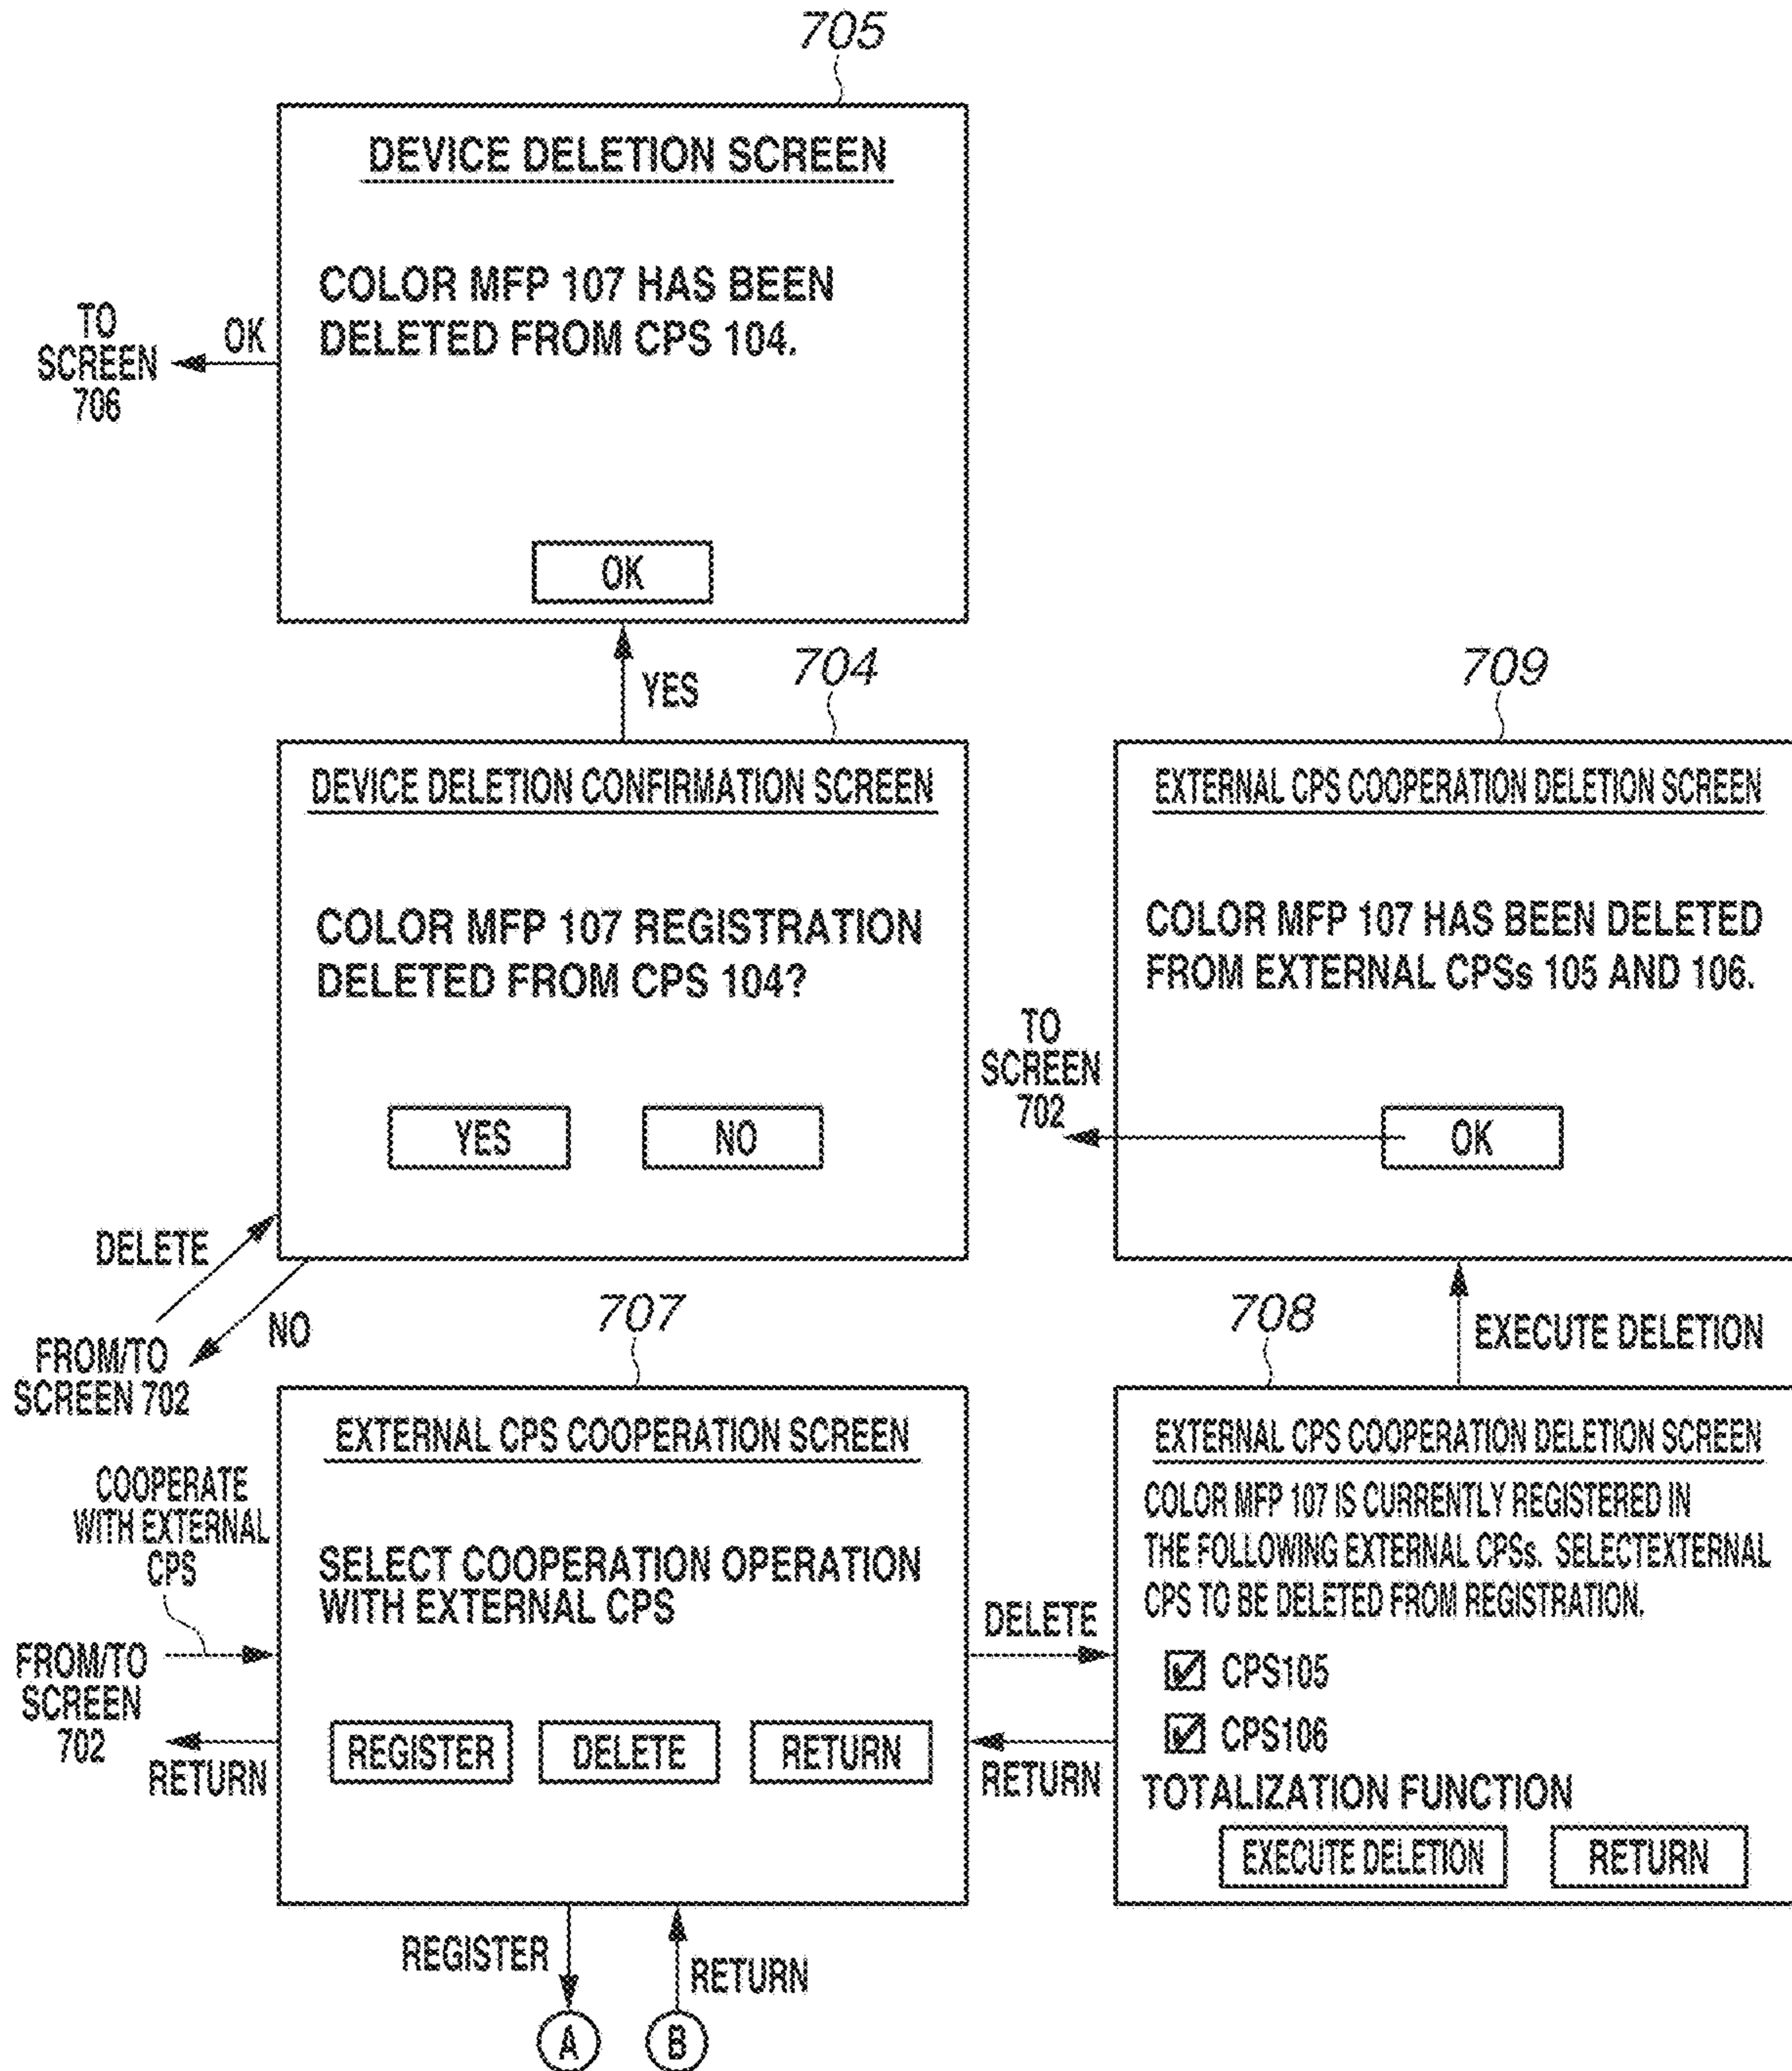 705
DEVICE DELETION SCREEN
COLOR MFP 107 HAS BEEN
DELETED FROM CPS 104.
OK
TO
SCREEN
706
OK
YES
704
DEVICE DELETION CONFIRMATION SCREEN
COLOR MFP 107 REGISTRATION
DELETED FROM CPS 104?
YES
NO
DELETE
NO
FROM/TO
SCREEN 702
709
EXTERNAL CPS COOPERATION DELETION SCREEN
COLOR MFP 107 HAS BEEN DELETED
FROM EXTERNAL CPSs 105 AND 106.
TO
SCREEN
702
OK
EXECUTE DELETION
707
EXTERNAL CPS COOPERATION SCREEN
SELECT COOPERATION OPERATION
WITH EXTERNAL CPS
REGISTER
DELETE
RETURN
COOPERATE
WITH EXTERNAL
CPS
FROM/TO
SCREEN
702
RETURN
DELETE
RETURN
708
EXTERNAL CPS COOPERATION DELETION SCREEN
COLOR MFP 107 IS CURRENTLY REGISTERED IN
THE FOLLOWING EXTERNAL CPSs. SELECTEXTERNAL
CPS TO BE DELETED FROM REGISTRATION.
CPS105
CPS106
TOTALIZATION FUNCTION
EXECUTE DELETION
RETURN
REGISTER
RETURN
A
B